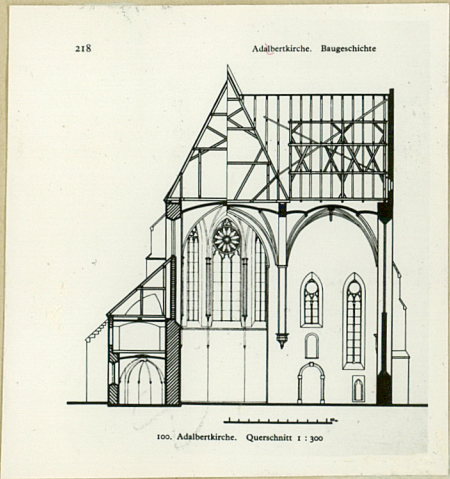 218
Adalbertkirche. Baugeschichte
100. Adalbertkirche. Querschnitt 1 : 300